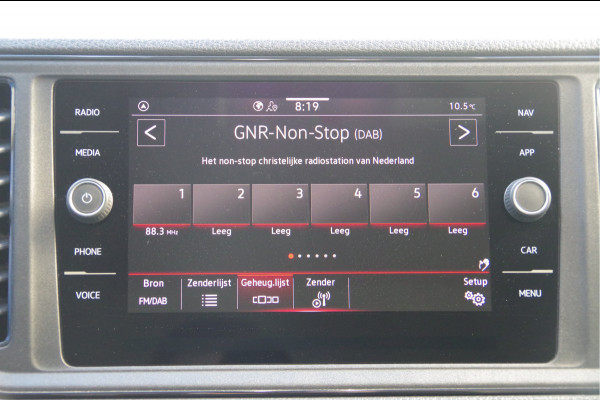 RADIO
MEDIA
PHONE
VOICE
8:19
10.5°C
GNR-Non-Stop (DAB)
Het non-stop christelijke radiostation van Nederland
1 2 3 4 5 6
88.3 MHz Leeg Leeg Leeg Leeg Leeg
Bron Zenderlijst Geheug.lijst Zender Setup
FM/DAB
NAV
APP
CAR
MENU